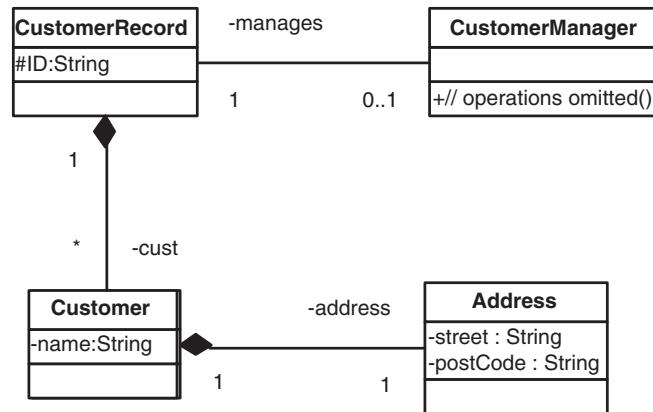 CustomerRecord
#ID:String
-manages
1
0..1
CustomerManager
+// operations omitted()
1
*
-cust
Customer
-name:String
-address
1
1
Address
-street : String
-postCode : String